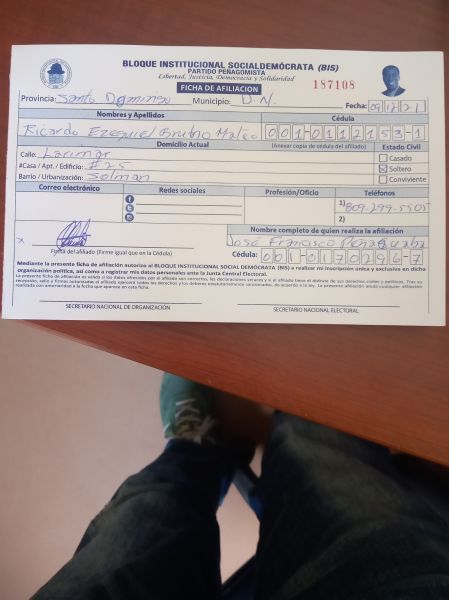 BLOQUE INSTITUCIONAL SOCIALDEMÓCRATA (BIS)
PARTIDO PEÑAGOMISTA
Libertad, Justicia, Democracia y Solidaridad
FICHA DE AFILIACION
187108
Provincia: Santo Domingo Municipio: D.N. Fecha: 09/12/21
Nombres y Apellidos Cédula
Ricardo Ezequiel Mateo 001-0112153-1
Domicilio Actual (Anexar copia de cédula del afiliado) Estado Civil
Calle: Larimar Casado
#Casa / Apt. / Edificio: #25 Soltero
Barrio / Urbanización: Solman Conviviente
Correo electrónico Redes sociales Profesión/Oficio Teléfonos
1) 809-299-5505
2)
Nombre completo de quien realiza la afiliación
José Francisco Peña Guaba
X
Firma del afiliado (Firme igual que en la Cédula) Cédula: 001-0170296-7
Mediante la presente ficha de afiliación autorizo al BLOQUE INSTITUCIONAL SOCIAL DEMÓCRATA (BIS) a realizar mi inscripción única y exclusiva en dicha
organización política, así como a registrar mis datos personales ante la Junta Central Electoral.
SECRETARIO NACIONAL DE ORGANIZACIÓN SECRETARIO NACIONAL ELECTORAL